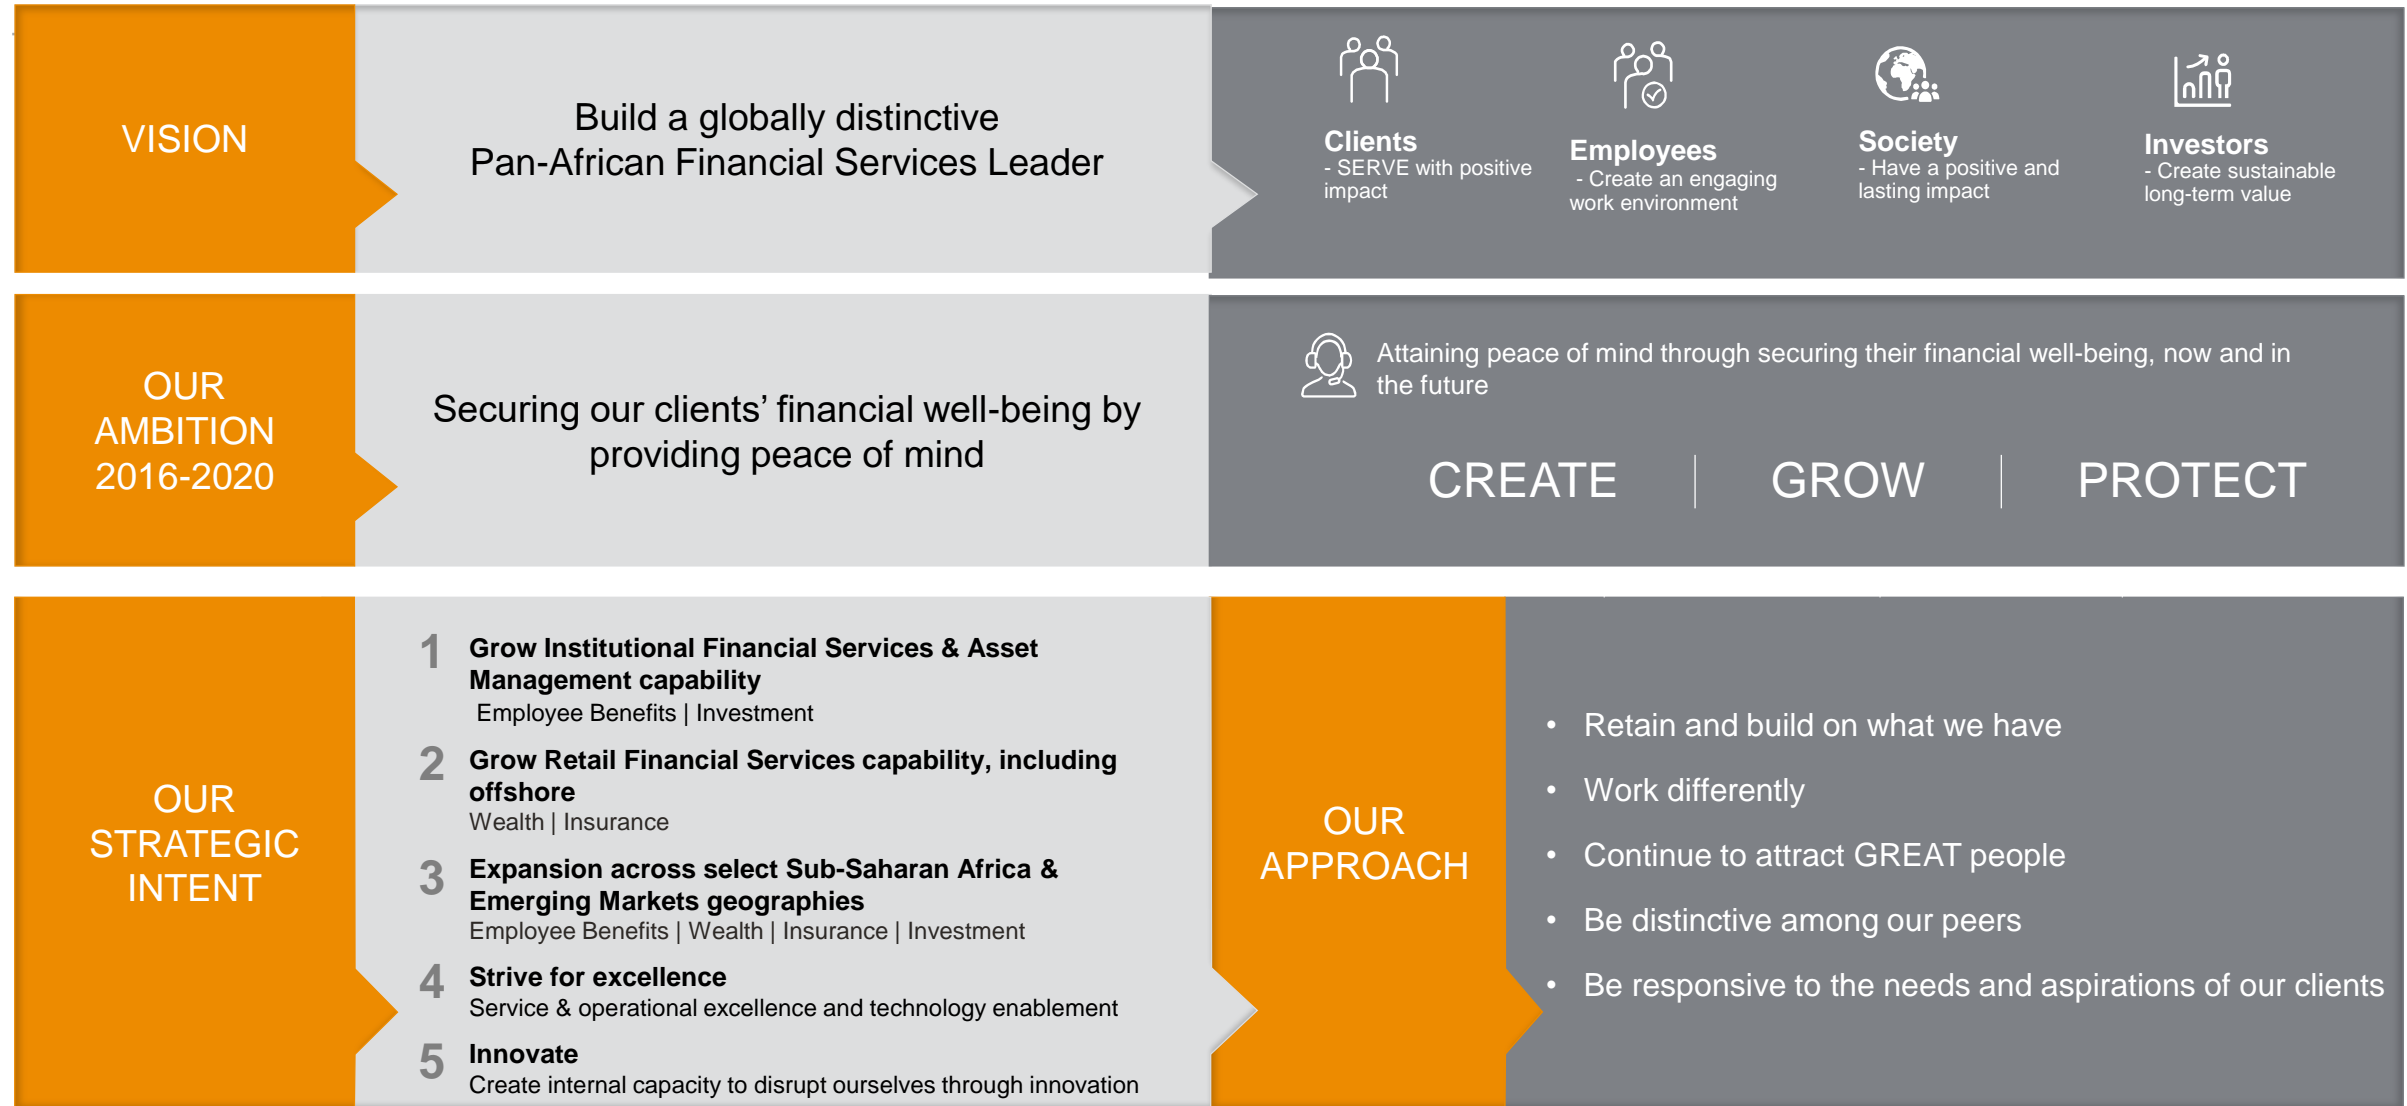 VISION
Build a globally distinctive
Pan-African Financial Services Leader
Clients
- SERVE with positive
impact
Employees
- Create an engaging
work environment
Society
- Have a positive and
lasting impact
Investors
- Create sustainable
long-term value
OUR
AMBITION
2016-2020
Securing our clients’ financial well-being by
providing peace of mind
Attaining peace of mind through securing their financial well-being, now and in
the future
CREATE | GROW | PROTECT
OUR
STRATEGIC
INTENT
1 Grow Institutional Financial Services & Asset
Management capability
Employee Benefits | Investment
2 Grow Retail Financial Services capability, including
offshore
Wealth | Insurance
3 Expansion across select Sub-Saharan Africa &
Emerging Markets geographies
Employee Benefits | Wealth | Insurance | Investment
4 Strive for excellence
Service & operational excellence and technology enablement
5 Innovate
Create internal capacity to disrupt ourselves through innovation
OUR
APPROACH
• Retain and build on what we have
• Work differently
• Continue to attract GREAT people
• Be distinctive among our peers
• Be responsive to the needs and aspirations of our clients